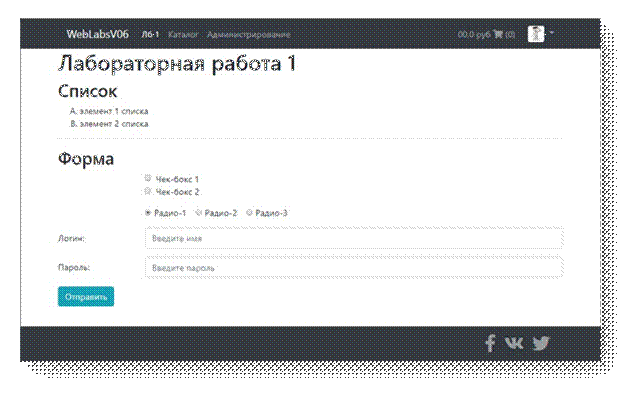 WebLabsV06 Лб-1 Каталог Администрирование 00.0 руб (0)
Лабораторная работа 1
Список
A. элемент 1 списка
B. элемент 2 списка
Форма
Чек-бокс 1
Чек-бокс 2
Радио-1 Радио-2 Радио-3
Логин: Введите имя
Пароль: Введите пароль
Отправить